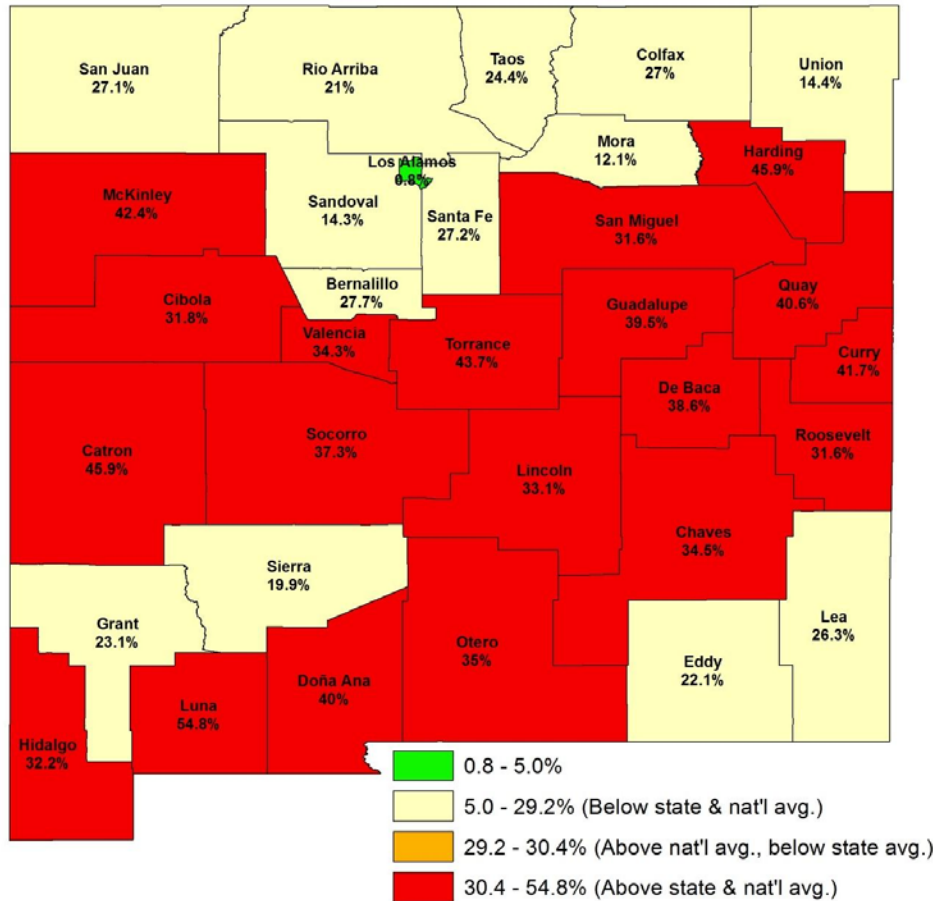 San Juan
27.1%
Rio Arriba
21%
Taos
24.4%
Colfax
27%
Union
14.4%
Mora
12.1%
Harding
45.9%
Los Alamos
0.8%
McKinley
42.4%
Sandoval
14.3%
Santa Fe
27.2%
San Miguel
31.6%
Bernalillo
27.7%
Cibola
31.8%
Quay
40.6%
Guadalupe
39.5%
Valencia
34.3%
Torrance
43.7%
Curry
41.7%
De Baca
38.6%
Catron
45.9%
Socorro
37.3%
Roosevelt
31.6%
Lincoln
33.1%
Chaves
34.5%
Sierra
19.9%
Grant
23.1%
Lea
26.3%
Otero
35%
Eddy
22.1%
Doña Ana
40%
Luna
54.8%
Hidalgo
32.2%
0.8 - 5.0%
5.0 - 29.2% (Below state & nat'l avg.)
29.2 - 30.4% (Above nat'l avg., below state avg.)
30.4 - 54.8% (Above state & nat'l avg.)